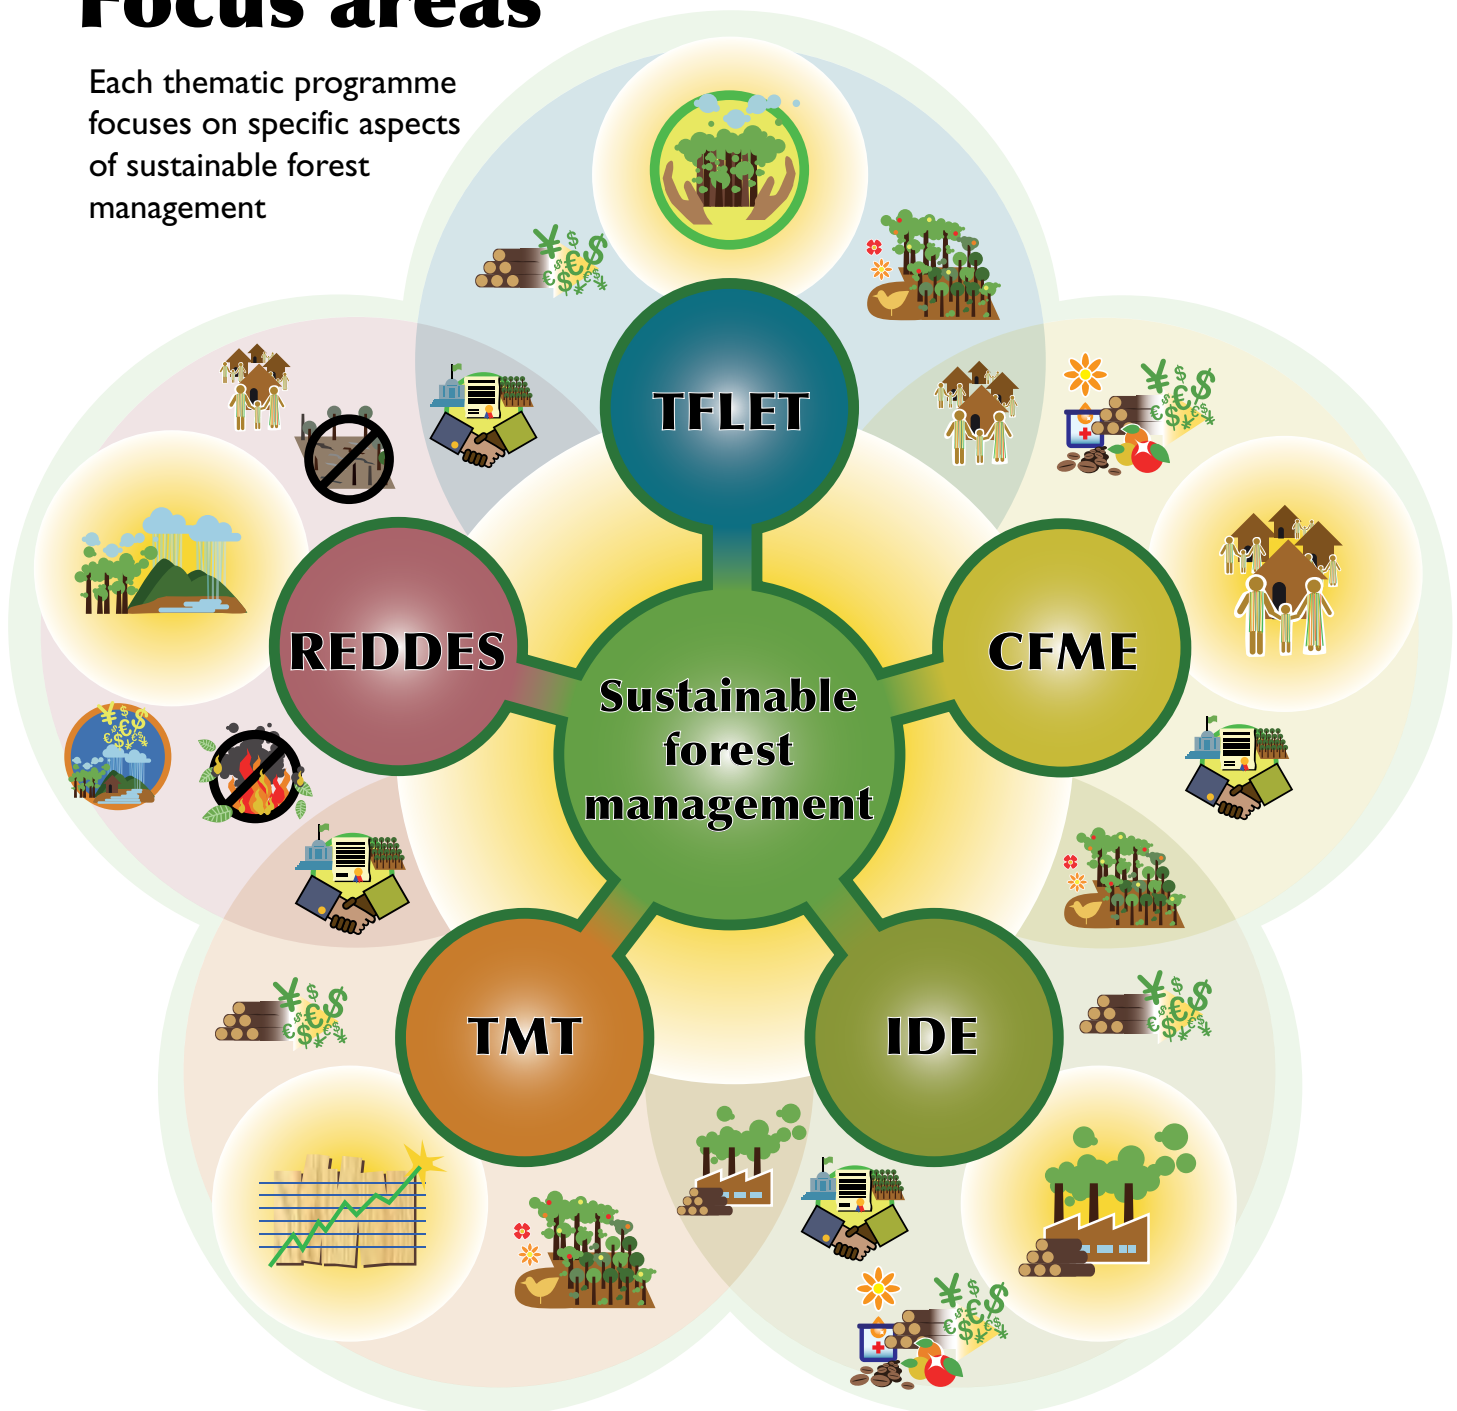 Focus areas
Each thematic programme
focuses on specific aspects
of sustainable forest
management
TFLET
REDDES
CFME
Sustainable
forest
management
TMT
IDE